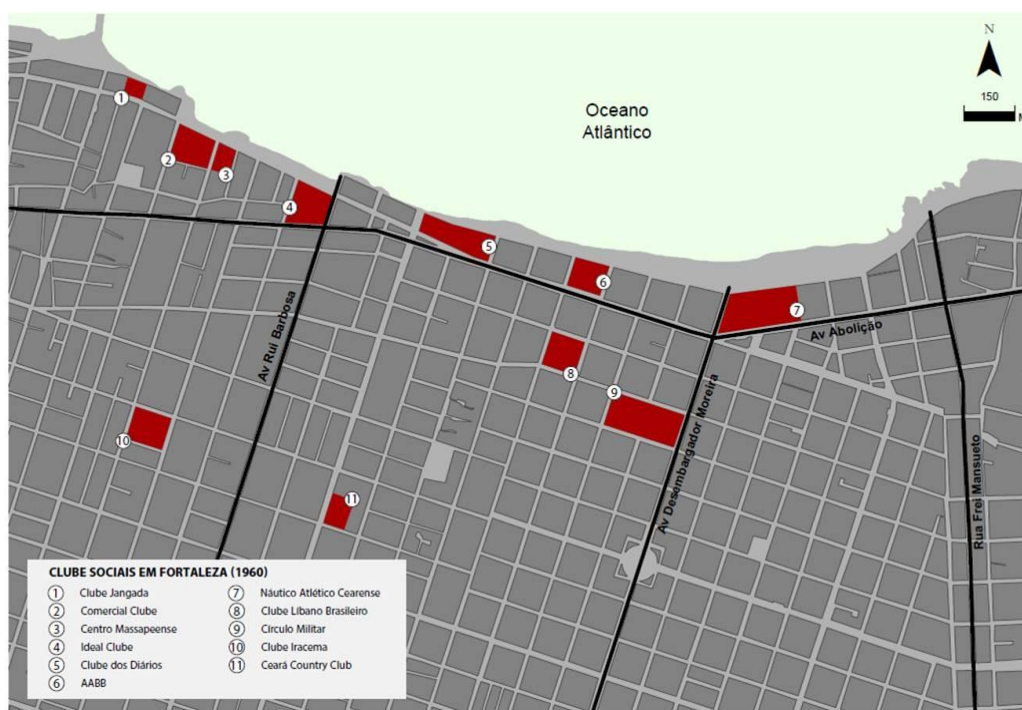 N
150
M
Oceano
Atlântico
1
2
3
4
5
6
7
Av Abolição
Av Rui Barbosa
8
9
Av Desembargador Moreira
10
11
Rua Frei Mansueto
CLUBE SOCIAIS EM FORTALEZA (1960)
1 Clube Jangada
2 Comercial Clube
3 Centro Massapeense
4 Ideal Clube
5 Clube dos Diários
6 AABB
7 Náutico Atlético Cearense
8 Clube Líbano Brasileiro
9 Círculo Militar
10 Clube Iracema
11 Ceará Country Club